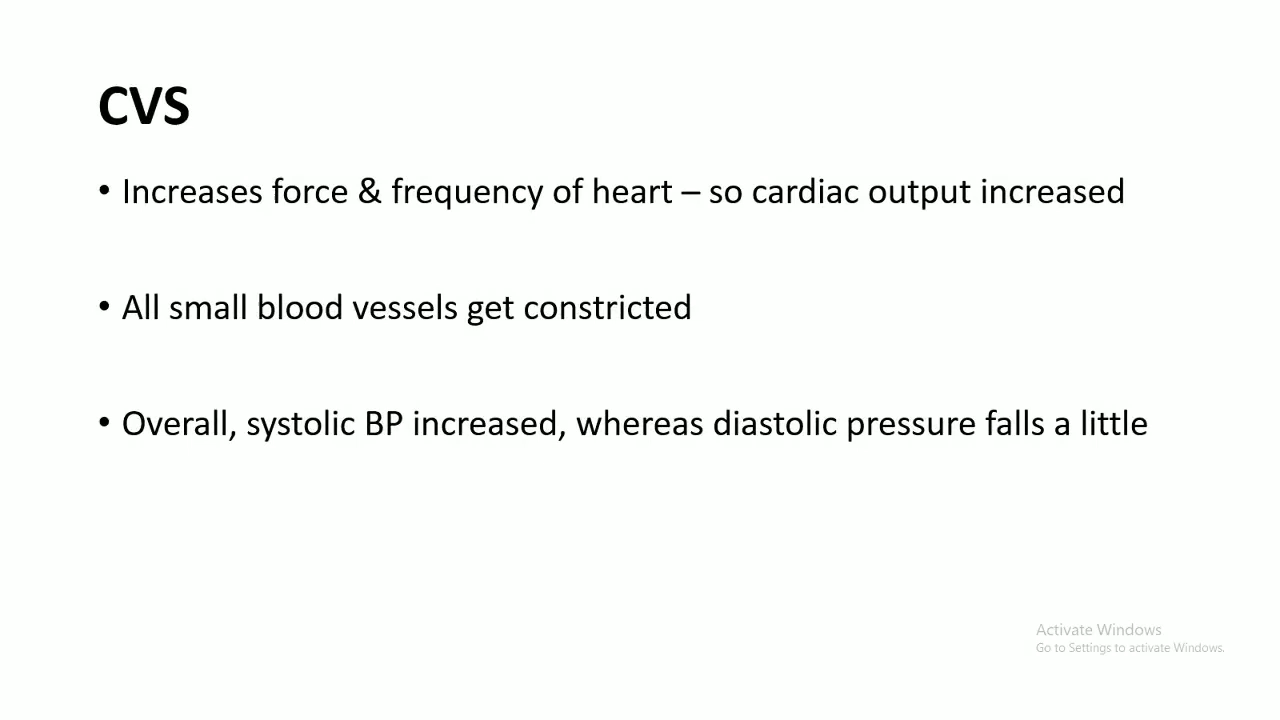 CVS
• Increases force & frequency of heart – so cardiac output increased
• All small blood vessels get constricted
• Overall, systolic BP increased, whereas diastolic pressure falls a little
Activate Windows
Go to Settings to activate Windows.